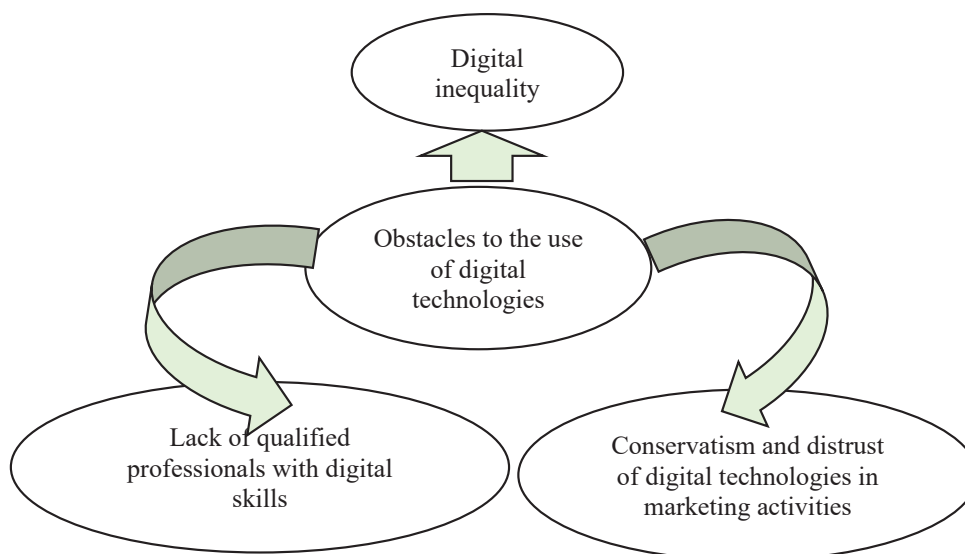 Digital
inequality
Obstacles to the use
of digital
technologies
Lack of qualified
professionals with digital
skills
Conservatism and distrust
of digital technologies in
marketing activities